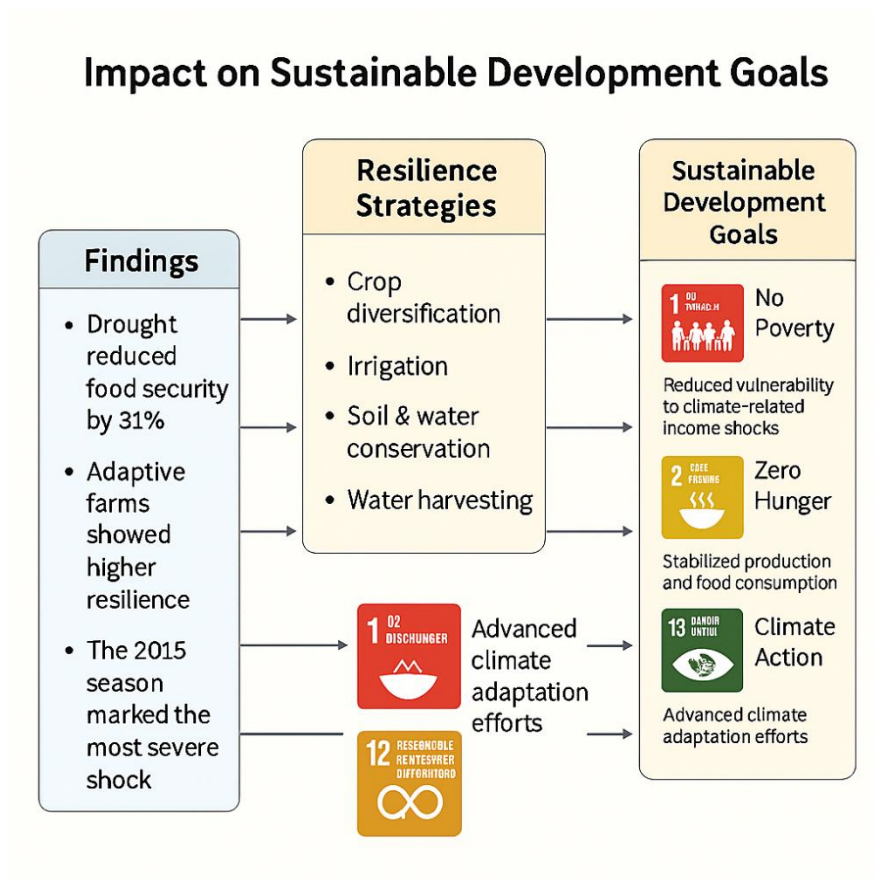 Impact on Sustainable Development Goals
Findings
• Drought
reduced
food security
by 31%
• Adaptive
farms
showed
higher
resilience
• The 2015
season
marked the
most severe
shock
Resilience
Strategies
• Crop
diversification
• Irrigation
• Soil & water
conservation
• Water harvesting
1 02
DISCHUNGER
Advanced
climate
adaptation
efforts
12
Sustainable
Development
Goals
1
No
Poverty
Reduced vulnerability
to climate-related
income shocks
2
Zero
Hunger
Stabilized production
and food consumption
13
Climate
Action
Advanced climate
adaptation efforts